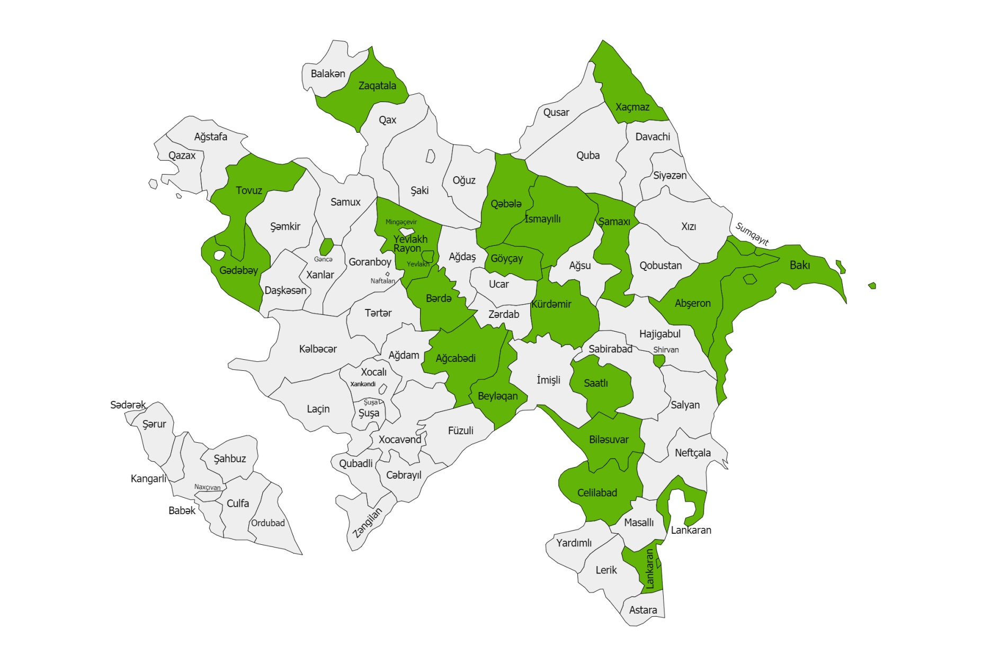 Balakən
Zaqatala
Xaçmaz
Qusar
Qax
Ağstafa
Davachi
Qazax
Quba
Siyəzən
Oğuz
Tovuz
Şaki
Samux
Qəbələ
İsmayıllı
Şamaxı
Mingəçevir
Şəmkir
Xızı
Sumqayıt
Yevlakh
Rayon
Ağdaş
Göyçay
Gəncə
Goranboy
Yevlakh
Ağsu
Qobustan
Bakı
Gədəbəy
Xanlar
Naftalan
Ucar
Daşkəsən
Bərdə
Kürdəmir
Abşeron
Tərtər
Zərdab
Hajigabul
Kəlbəcər
Sabirabad
Shirvan
Ağdam
Ağcabədi
Xocalı
Xankəndi
İmişli
Saatlı
Beyləqan
Şuşa
Laçin
Şuşa
Salyan
Sədərək
Şərur
Füzuli
Xocavənd
Biləsuvar
Neftçala
Şahbuz
Qubadli
Cəbrayıl
Kangarli
Naxçıvan
Celilabad
Culfa
Babək
Ordubad
Zəngilan
Masallı
Lankaran
Yardımlı
Lankaran
Lerik
Astara